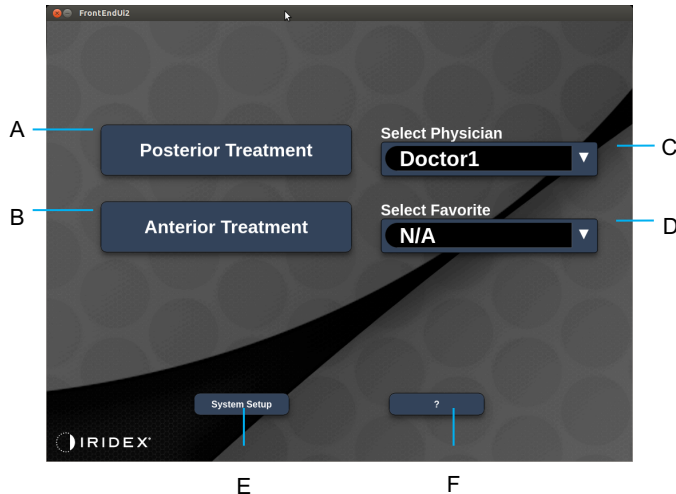 FrontEndUI2
A
Posterior Treatment
Select Physician
Doctor1
▼
C
B
Anterior Treatment
Select Favorite
N/A
▼
D
System Setup
?
IRIDEX®
E
F